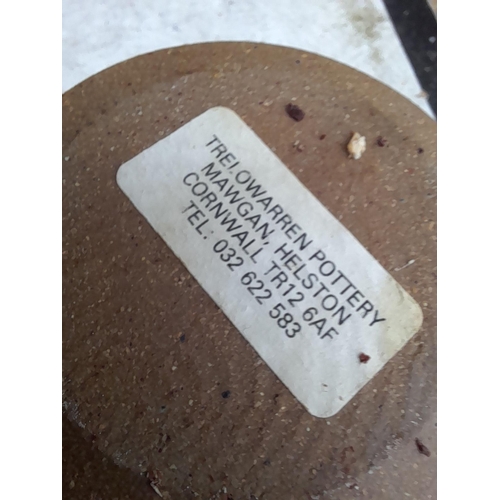 TRELOWARREN POTTERY
MAWGAN, HELSTON
CORNWALL TR12 6AF
TEL: 032 622 583